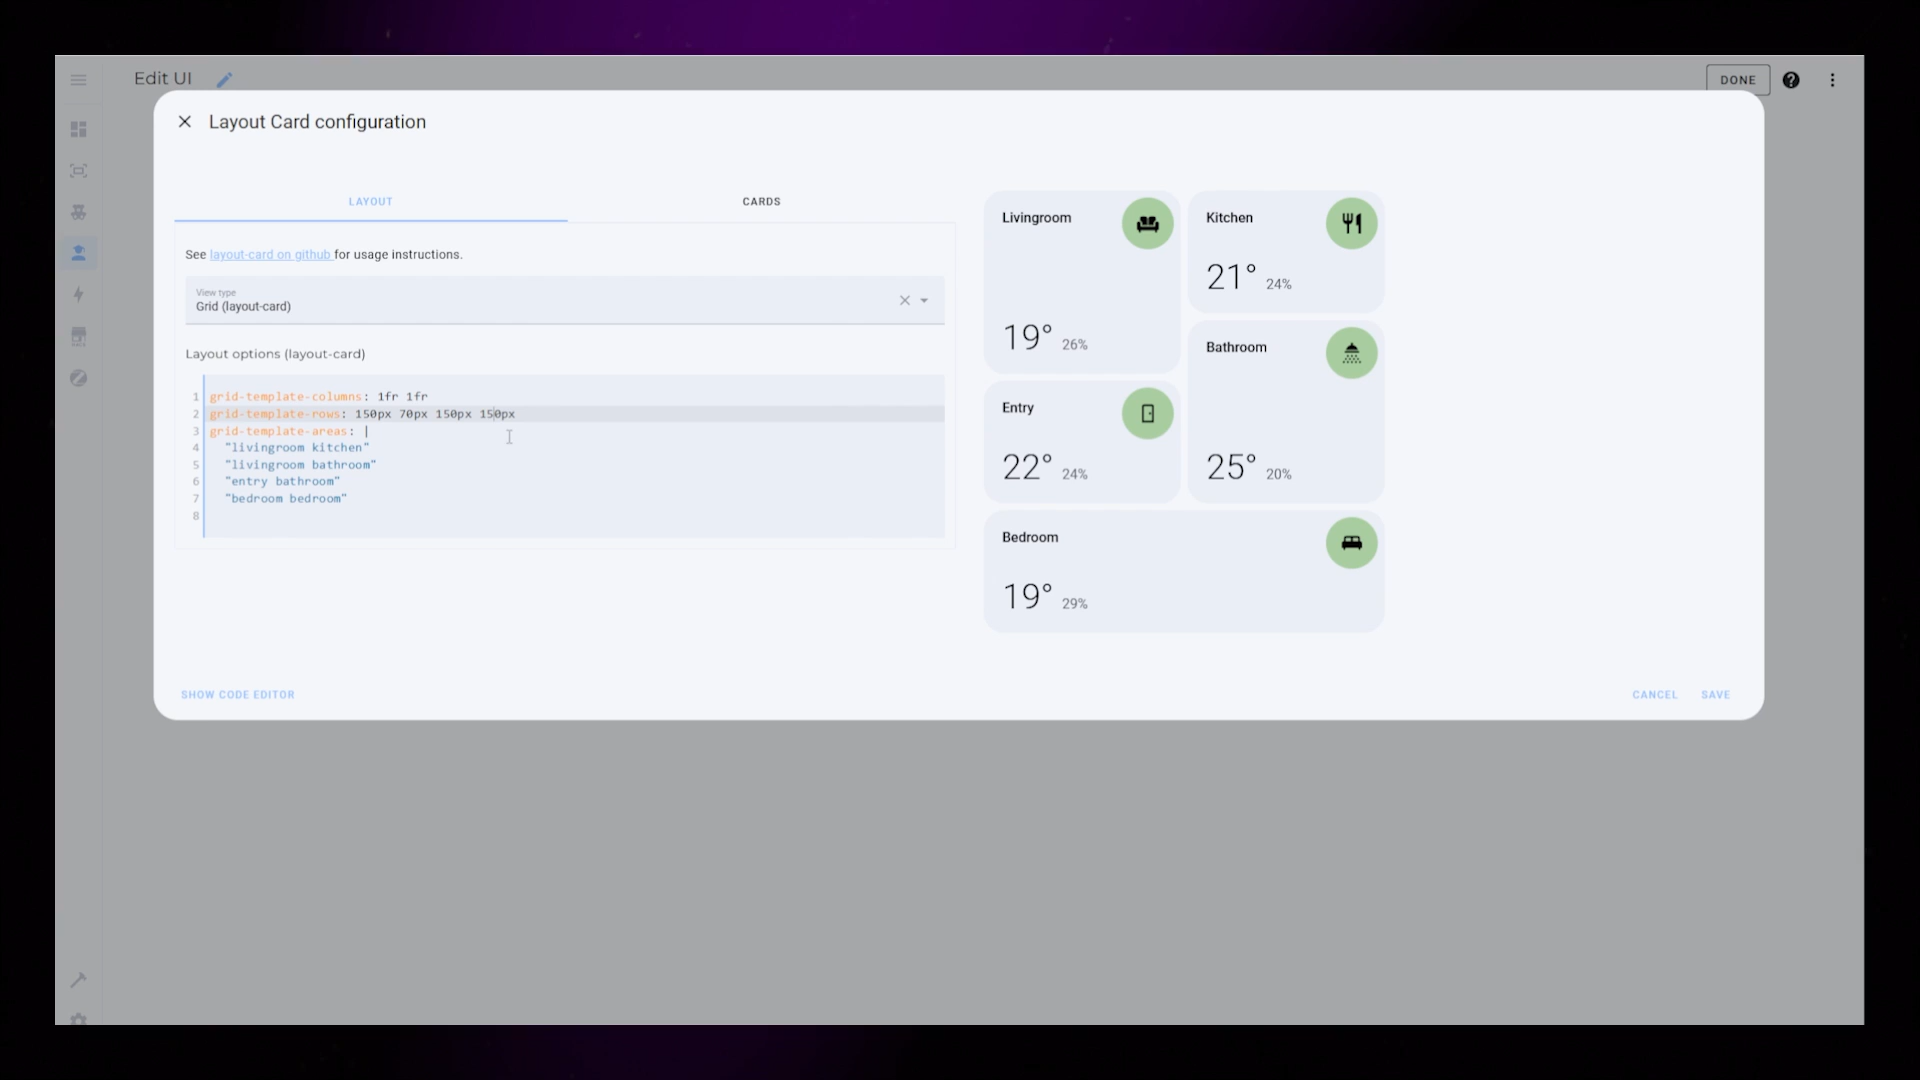 Edit UI
DONE
Layout Card configuration
LAYOUT
CARDS
See layout-card on github for usage instructions.
View type
Grid (layout-card)
Layout options (layout-card)
1 grid-template-columns: 1fr 1fr
2 grid-template-rows: 150px 70px 150px 150px
3 grid-template-areas: |
4 "livingroom kitchen"
5 "livingroom bathroom"
6 "entry bathroom"
7 "bedroom bedroom"
8
Livingroom
19° 26%
Kitchen
21° 24%
Entry
22° 24%
Bathroom
25° 20%
Bedroom
19° 29%
SHOW CODE EDITOR
CANCEL
SAVE